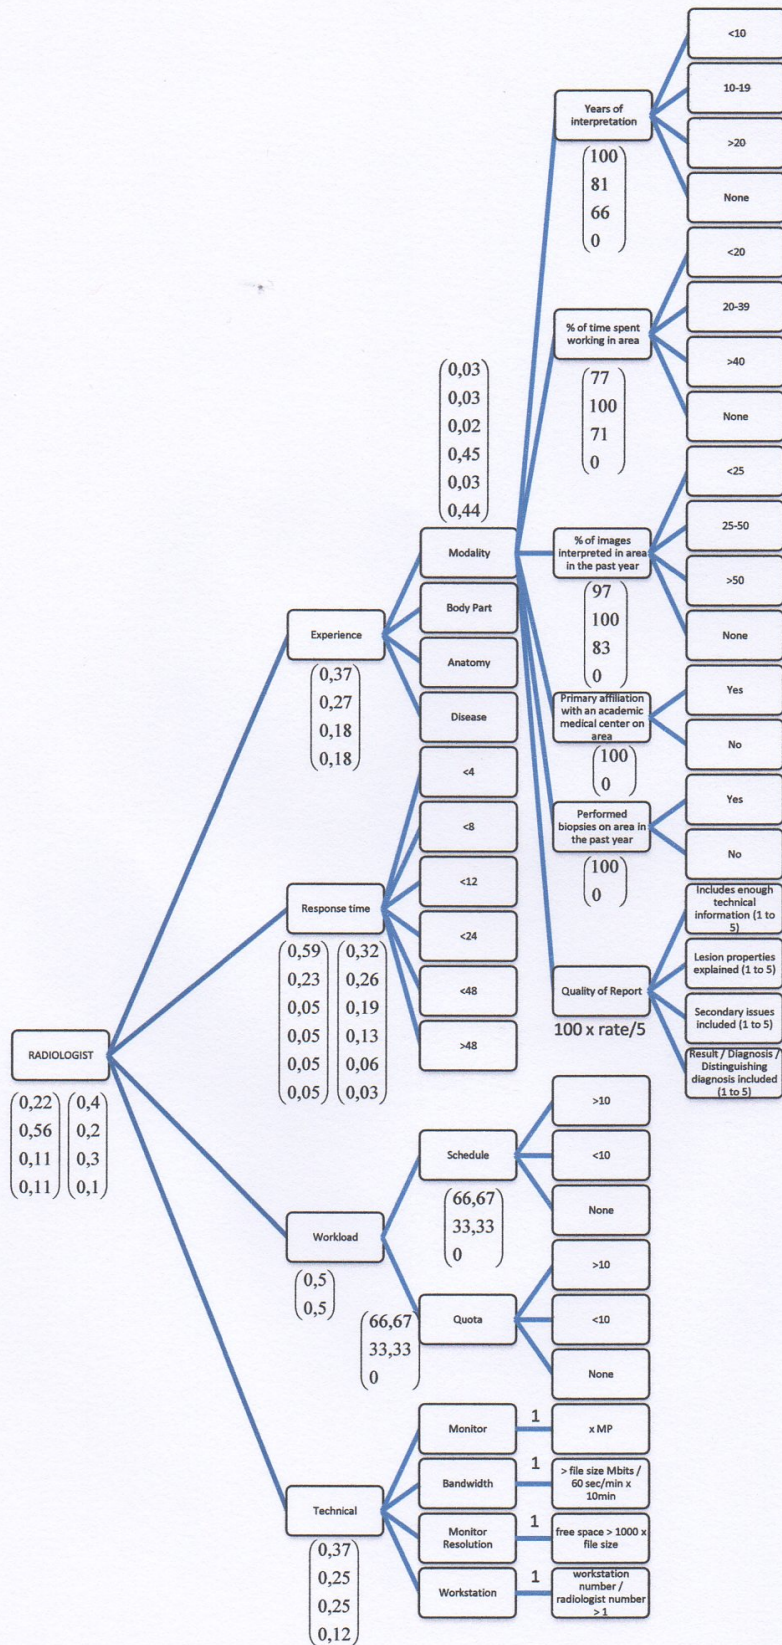 RADIOLOGIST
0,22
0,56
0,11
0,11
0,4
0,2
0,3
0,1
Experience
0,37
0,27
0,18
0,18
Response time
0,59
0,23
0,05
0,05
0,05
0,05
0,32
0,26
0,19
0,13
0,06
0,03
Workload
0,5
0,5
Technical
0,37
0,25
0,25
0,12
0,03
0,03
0,02
0,45
0,03
0,44
Modality
Body Part
Anatomy
Disease
<4
<8
<12
<24
<48
>48
Schedule
66,67
33,33
0
66,67
33,33
0
Quota
Monitor
1
Bandwidth
1
Monitor
Resolution
1
Workstation
1
Years of
interpretation
100
81
66
0
% of time spent
working in area
77
100
71
0
% of images
interpreted in area
in the past year
97
100
83
0
Primary affiliation
with an academic
medical center on
area
100
0
Performed
biopsies on area in
the past year
100
0
Quality of Report
100 x rate/5
<10
10-19
>20
None
<20
20-39
>40
None
<25
25-50
>50
None
Yes
No
Yes
No
Includes enough
technical
information (1 to
5)
Lesion properties
explained (1 to 5)
Secondary issues
included (1 to 5)
Result / Diagnosis /
Distinguishing
diagnosis included
(1 to 5)
>10
<10
None
>10
<10
None
x MP
> file size Mbits /
60 sec/min x
10min
free space > 1000 x
file size
workstation
number /
radiologist number
> 1